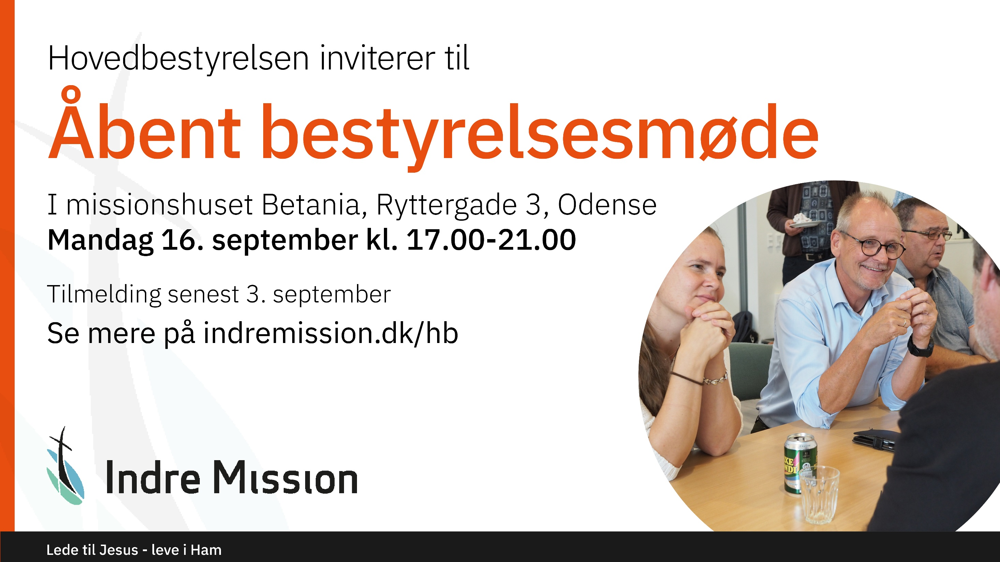 Hovedbestyrelsen inviterer til
Åbent bestyrelsesmøde
I missionshuset Betania, Ryttergade 3, Odense
Mandag 16. september kl. 17.00-21.00
Tilmelding senest 3. september
Se mere på indremission.dk/hb
Indre Mission
Lede til Jesus - leve i Ham